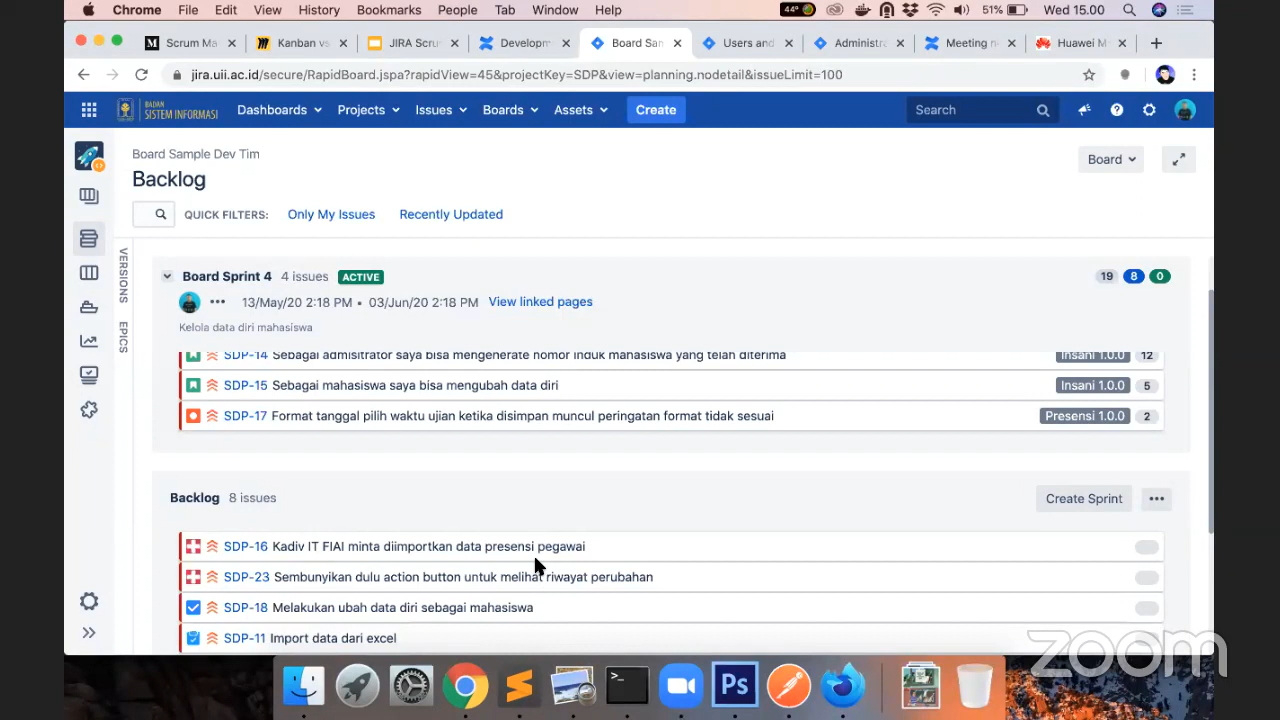 Chrome File Edit View History Bookmarks People Tab Window Help 44° 51% Wed 15.00
Scrum Ma Kanban vs JIRA Scru Developm Board San Users and Administra Meeting n Huawei M
jira.uii.ac.id/secure/RapidBoard.jspa?rapidView=45&projectKey=SDP&view=planning.nodetail&issueLimit=100
BADAN
SISTEM INFORMASI
Dashboards Projects Issues Boards Assets Create Search
Board Sample Dev Tim
Board
Backlog
QUICK FILTERS: Only My Issues Recently Updated
VERSIONS
EPICS
Board Sprint 4 4 issues ACTIVE 19 8 0
13/May/20 2:18 PM • 03/Jun/20 2:18 PM View linked pages
Kelola data diri mahasiswa
SDP-14 Sebagai admisitrator saya bisa mengenerate nomor induk mahasiswa yang telah diterima Insani 1.0.0 12
SDP-15 Sebagai mahasiswa saya bisa mengubah data diri Insani 1.0.0 5
SDP-17 Format tanggal pilih waktu ujian ketika disimpan muncul peringatan format tidak sesuai Presensi 1.0.0 2
Backlog 8 issues Create Sprint
SDP-16 Kadiv IT FIAI minta diimportkan data presensi pegawai
SDP-23 Sembunyikan dulu action button untuk melihat riwayat perubahan
SDP-18 Melakukan ubah data diri sebagai mahasiswa
SDP-11 Import data dari excel
zoom
Ps